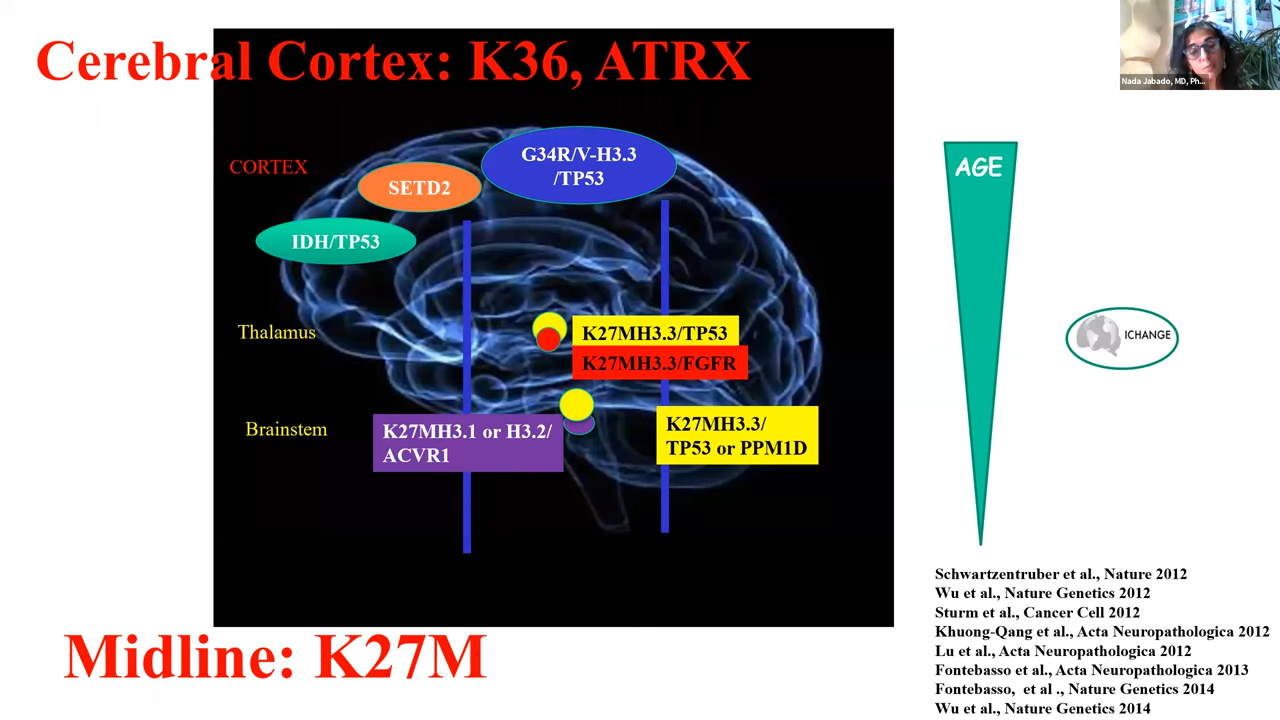 Cerebral Cortex: K36, ATRX
Nada Jabado, MD, Ph...
CORTEX
G34R/V-H3.3
/TP53
SETD2
IDH/TP53
AGE
Thalamus
K27MH3.3/TP53
K27MH3.3/FGFR
ICHANGE
Brainstem
K27MH3.1 or H3.2/
ACVR1
K27MH3.3/
TP53 or PPM1D
Midline: K27M
Schwartzentruber et al., Nature 2012
Wu et al., Nature Genetics 2012
Sturm et al., Cancer Cell 2012
Khuong-Qang et al., Acta Neuropathologica 2012
Lu et al., Acta Neuropathologica 2012
Fontebasso et al., Acta Neuropathologica 2013
Fontebasso, et al ., Nature Genetics 2014
Wu et al., Nature Genetics 2014